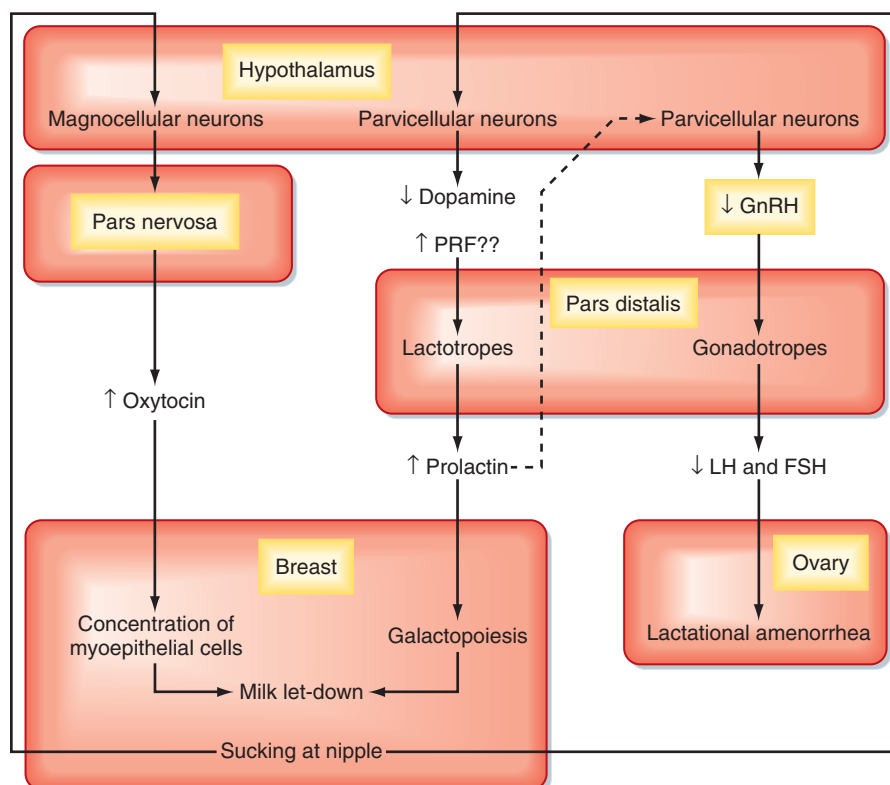 Hypothalamus
Magnocellular neurons
Parvicellular neurons
Parvicellular neurons
Pars nervosa
↓ Dopamine
↑ PRF??
↓ GnRH
Pars distalis
Lactotropes
Gonadotropes
↑ Oxytocin
↑ Prolactin
↓ LH and FSH
Breast
Ovary
Concentration of
myoepithelial cells
Galactopoiesis
Lactational amenorrhea
Milk let-down
Sucking at nipple